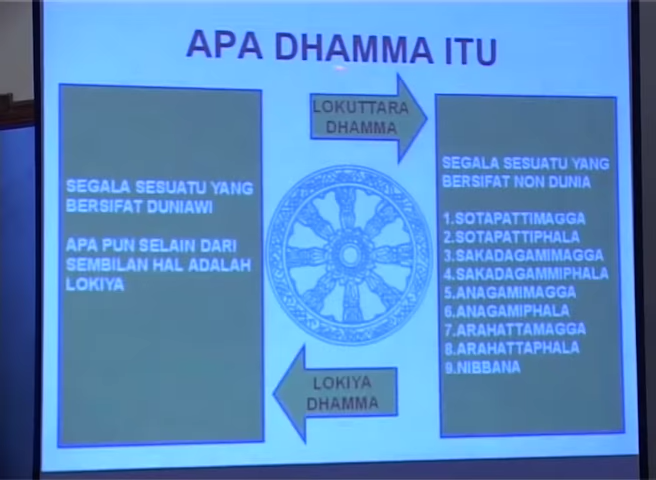 APA DHAMMA ITU
SEGALA SESUATU YANG
BERSIFAT DUNIAWI
APA PUN SELAIN DARI
SEMBILAN HAL ADALAH
LOKIYA
LOKUTTARA
DHAMMA
LOKIYA
DHAMMA
SEGALA SESUATU YANG
BERSIFAT NON DUNIA
1.SOTAPATTIMAGGA
2.SOTAPATTIPHALA
3.SAKADAGAMIMAGGA
4.SAKADAGAMMIPHALA
5.ANAGAMIMAGGA
6.ANAGAMIPHALA
7.ARAHATTAMAGGA
8.ARAHATTAPHALA
9.NIBBANA